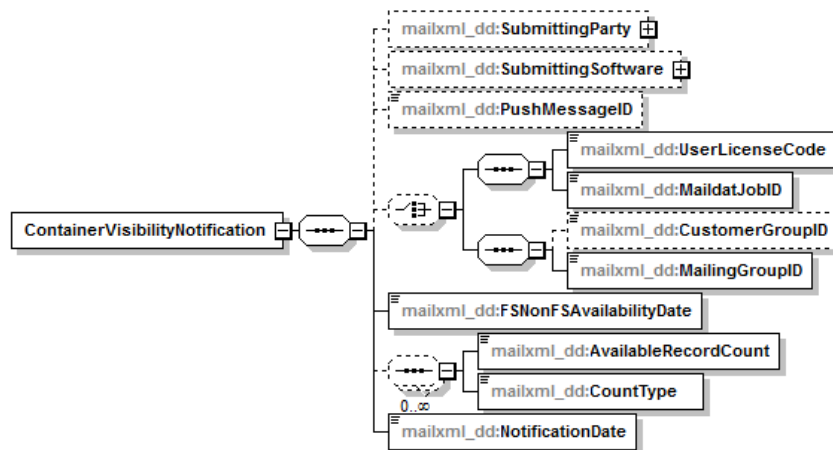 mailxml_dd:SubmittingParty
mailxml_dd:SubmittingSoftware
mailxml_dd:PushMessageID
mailxml_dd:UserLicenseCode
mailxml_dd:MaildatJobID
ContainerVisibilityNotification
mailxml_dd:CustomerGroupID
mailxml_dd:MailingGroupID
mailxml_dd:FSNonFSAvailabilityDate
mailxml_dd:AvailableRecordCount
mailxml_dd:CountType
0..∞
mailxml_dd:NotificationDate